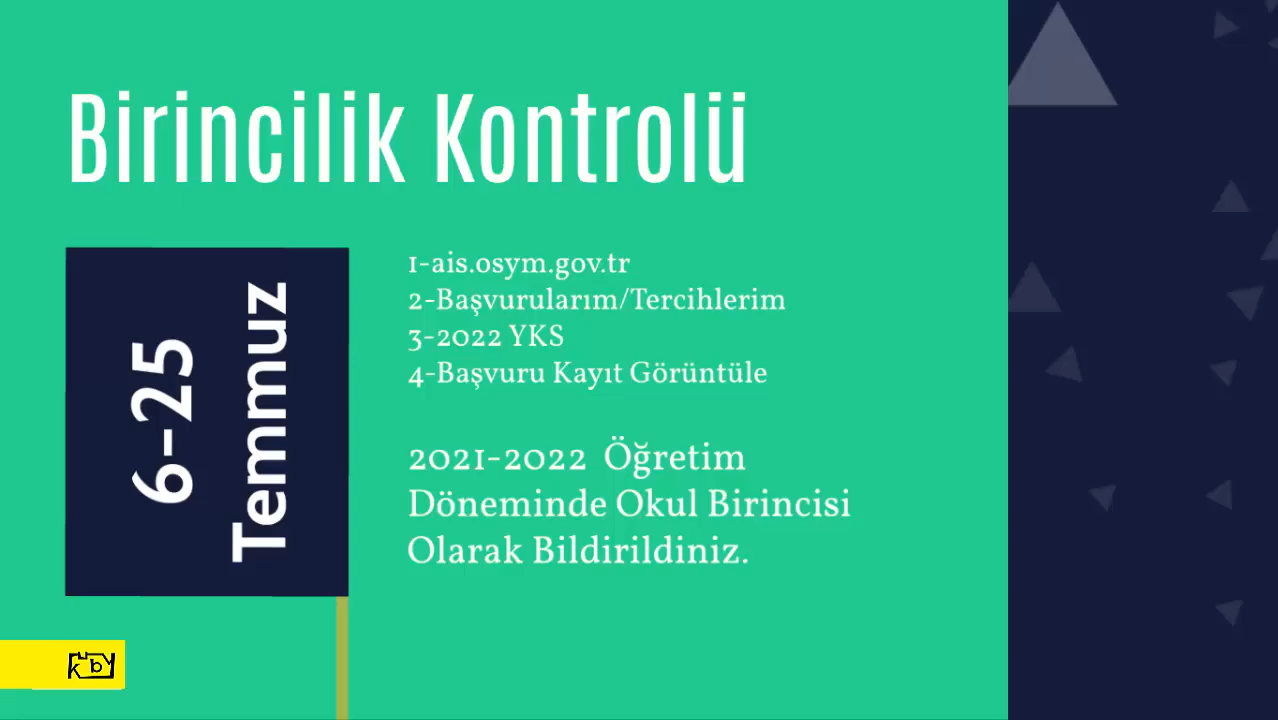 Birincilik Kontrolü
6-25
Temmuz
1-ais.osym.gov.tr
2-Başvurularım/Tercihlerim
3-2022 YKS
4-Başvuru Kayıt Görüntüle
2021-2022 Öğretim
Döneminde Okul Birincisi
Olarak Bildirildiniz.
kby